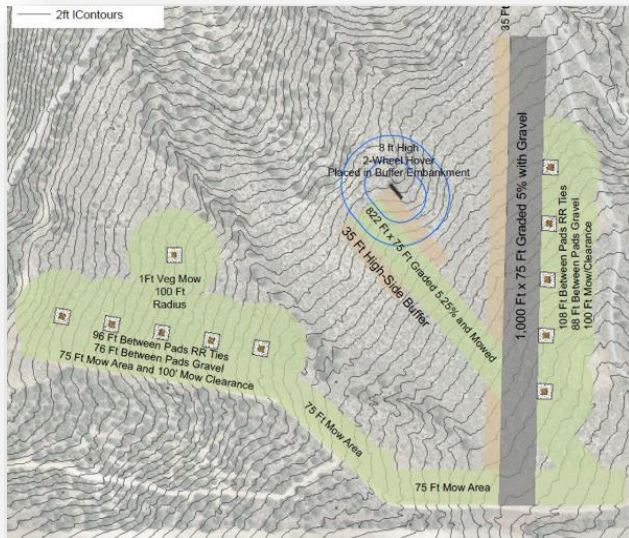 2ft IContours
35 Ft
8 ft High
2-Wheel Hover
Placed in Buffer Embankment
822 Ft x 75 Ft Graded 5.25% and Mowed
35 Ft High-Side Buffer
1,000 Ft x 75 Ft Graded 5% with Gravel
108 Ft Between Pads RR Ties
88 Ft Between Pads Gravel
100 Ft Mow/Clearance
1Ft Veg Mow
100 Ft
Radius
96 Ft Between Pads RR Ties
76 Ft Between Pads Gravel
75 Ft Mow Area and 100' Mow Clearance
75 Ft Mow Area
75 Ft Mow Area